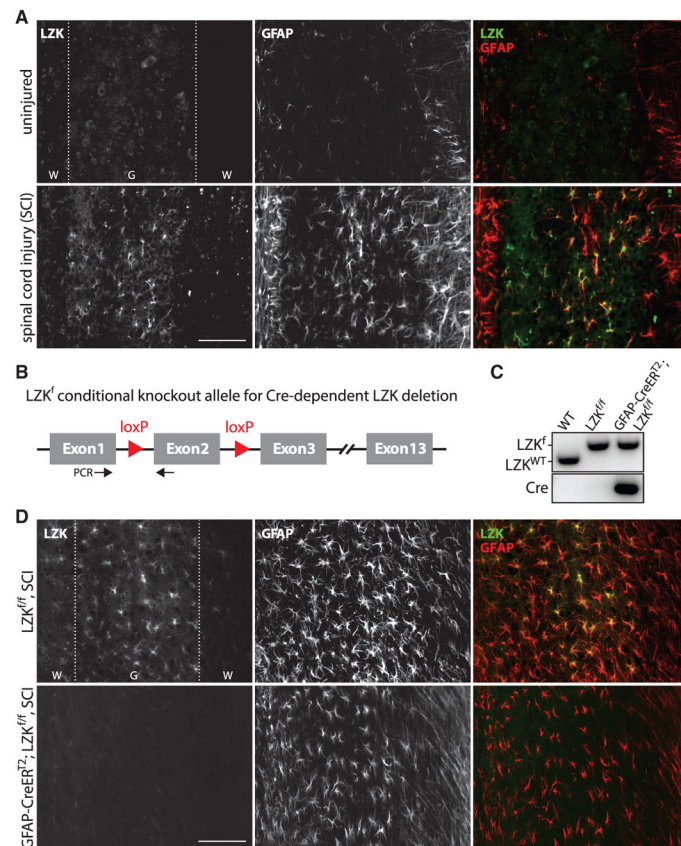 A
LZK
GFAP
LZK
GFAP
uninjured
W
G
W
spinal cord injury (SCI)
B
LZKf conditional knockout allele for Cre-dependent LZK deletion
loxP
loxP
Exon1
Exon2
Exon3
Exon13
PCR
C
WT
LZKf/f
GFAP-CreERT2;
LZKf/f
LZKf
LZKWT
Cre
D
LZK
GFAP
LZK
GFAP
LZKf/f, SCI
W
G
W
GFAP-CreERT2; LZKf/f, SCI